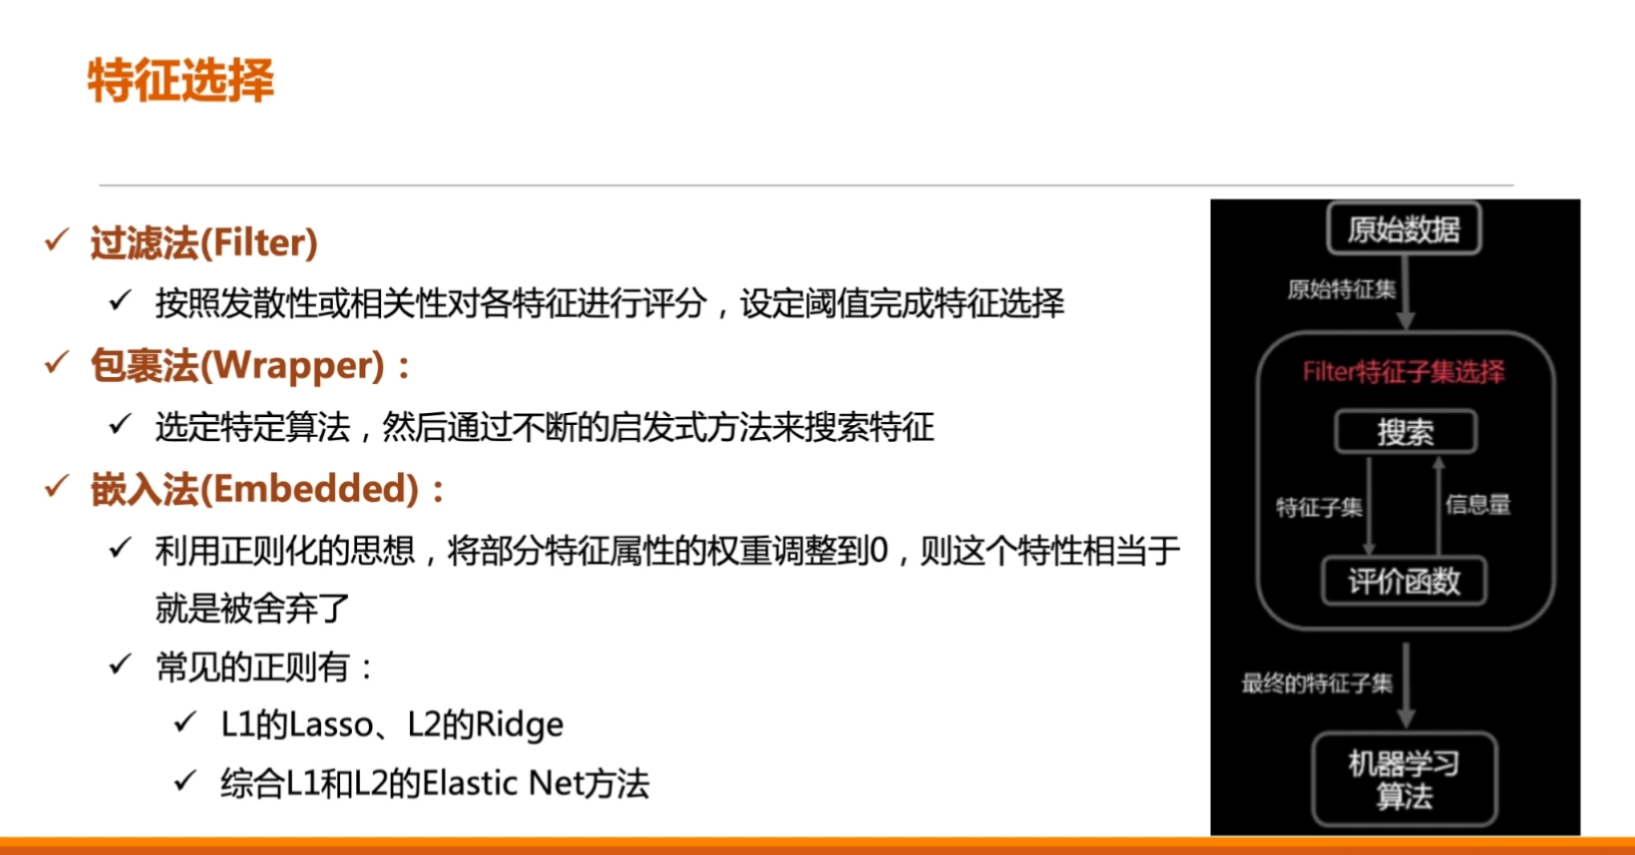 特征选择
过滤法(Filter)
按照发散性或相关性对各特征进行评分，设定阈值完成特征选择
包裹法(Wrapper)：
选定特定算法，然后通过不断的启发式方法来搜索特征
嵌入法(Embedded)：
利用正则化的思想，将部分特征属性的权重调整到0，则这个特性相当于
就是被舍弃了
常见的正则有：
L1的Lasso、L2的Ridge
综合L1和L2的Elastic Net方法
原始数据
原始特征集
Filter特征子集选择
搜索
特征子集
信息量
评价函数
最终的特征子集
机器学习
算法